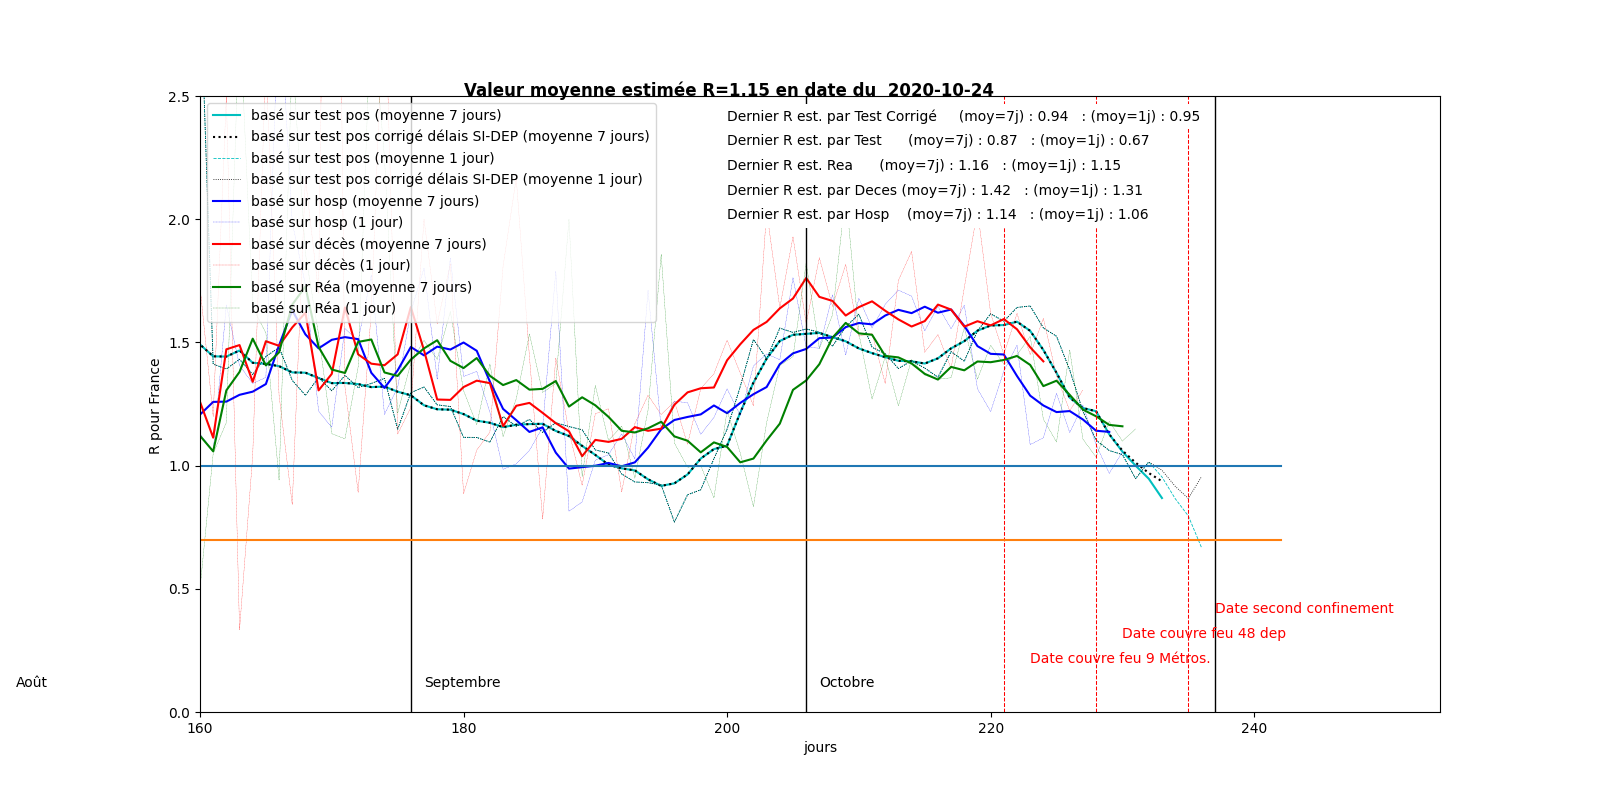 Valeur moyenne estimée R=1.15 en date du  2020-10-24
2.5
2.0
1.5
1.0
0.5
0.0
R pour France
basé sur test pos (moyenne 7 jours)
basé sur test pos corrigé délais SI-DEP (moyenne 7 jours)
basé sur test pos (moyenne 1 jour)
basé sur test pos corrigé délais SI-DEP (moyenne 1 jour)
basé sur hosp (moyenne 7 jours)
basé sur hosp (1 jour)
basé sur décès (moyenne 7 jours)
basé sur décès (1 jour)
basé sur Réa (moyenne 7 jours)
basé sur Réa (1 jour)
Dernier R est. par Test Corrigé     (moy=7j) : 0.94   : (moy=1j) : 0.95
Dernier R est. par Test      (moy=7j) : 0.87   : (moy=1j) : 0.67
Dernier R est. Rea      (moy=7j) : 1.16   : (moy=1j) : 1.15
Dernier R est. par Deces (moy=7j) : 1.42   : (moy=1j) : 1.31
Dernier R est. par Hosp    (moy=7j) : 1.14   : (moy=1j) : 1.06
Date second confinement
Date couvre feu 48 dep
Date couvre feu 9 Métros.
Août
Septembre
Octobre
160
180
200
220
240
jours